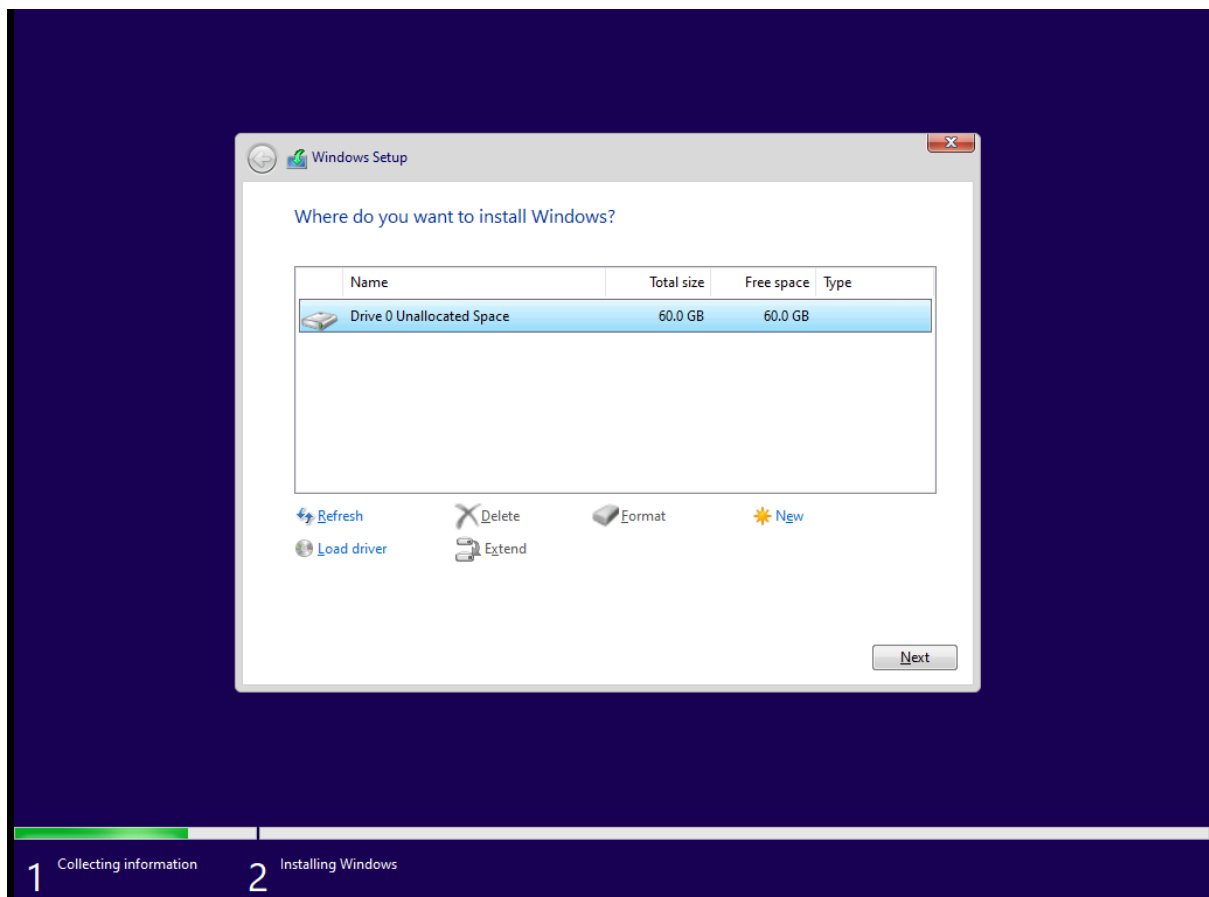 Windows Setup
Where do you want to install Windows?
Name Total size Free space Type
Drive 0 Unallocated Space 60.0 GB 60.0 GB
Refresh Delete Format New
Load driver Extend
Next
1 Collecting information 2 Installing Windows